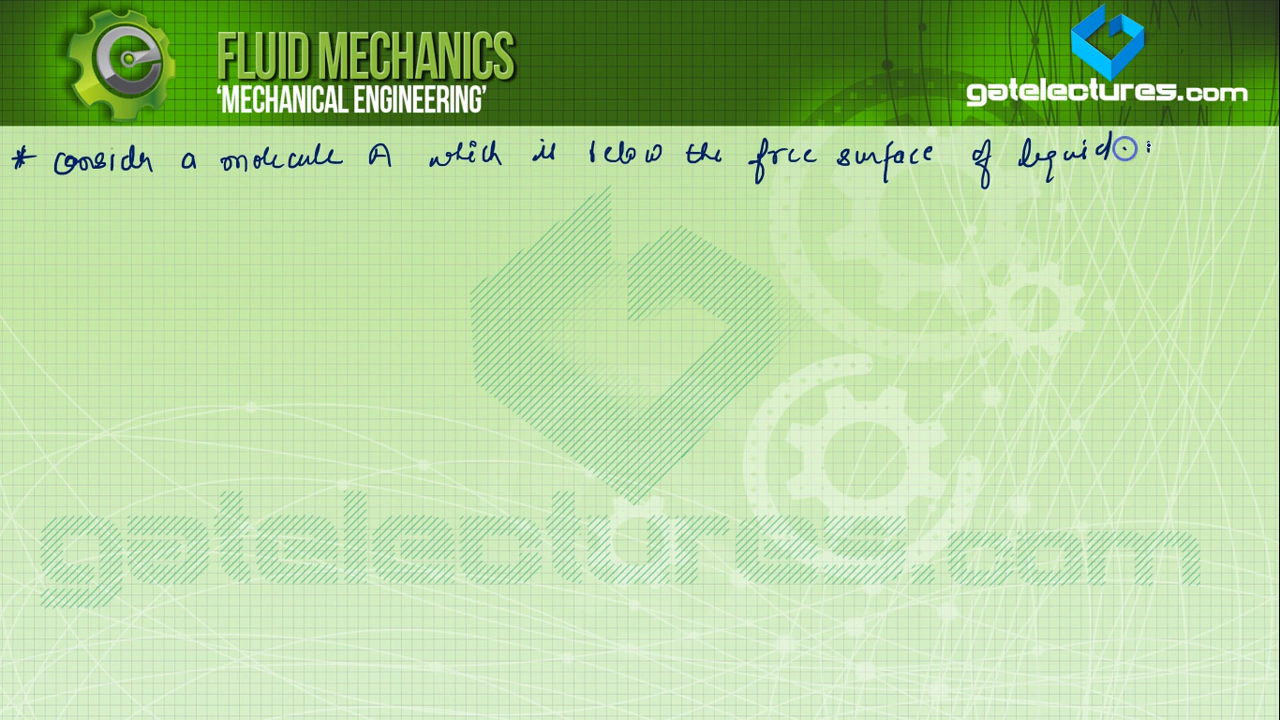 FLUID MECHANICS
'MECHANICAL ENGINEERING'
gatelectures.com
* consider a molecule A which is below the free surface of liquid :
gatelectures.com